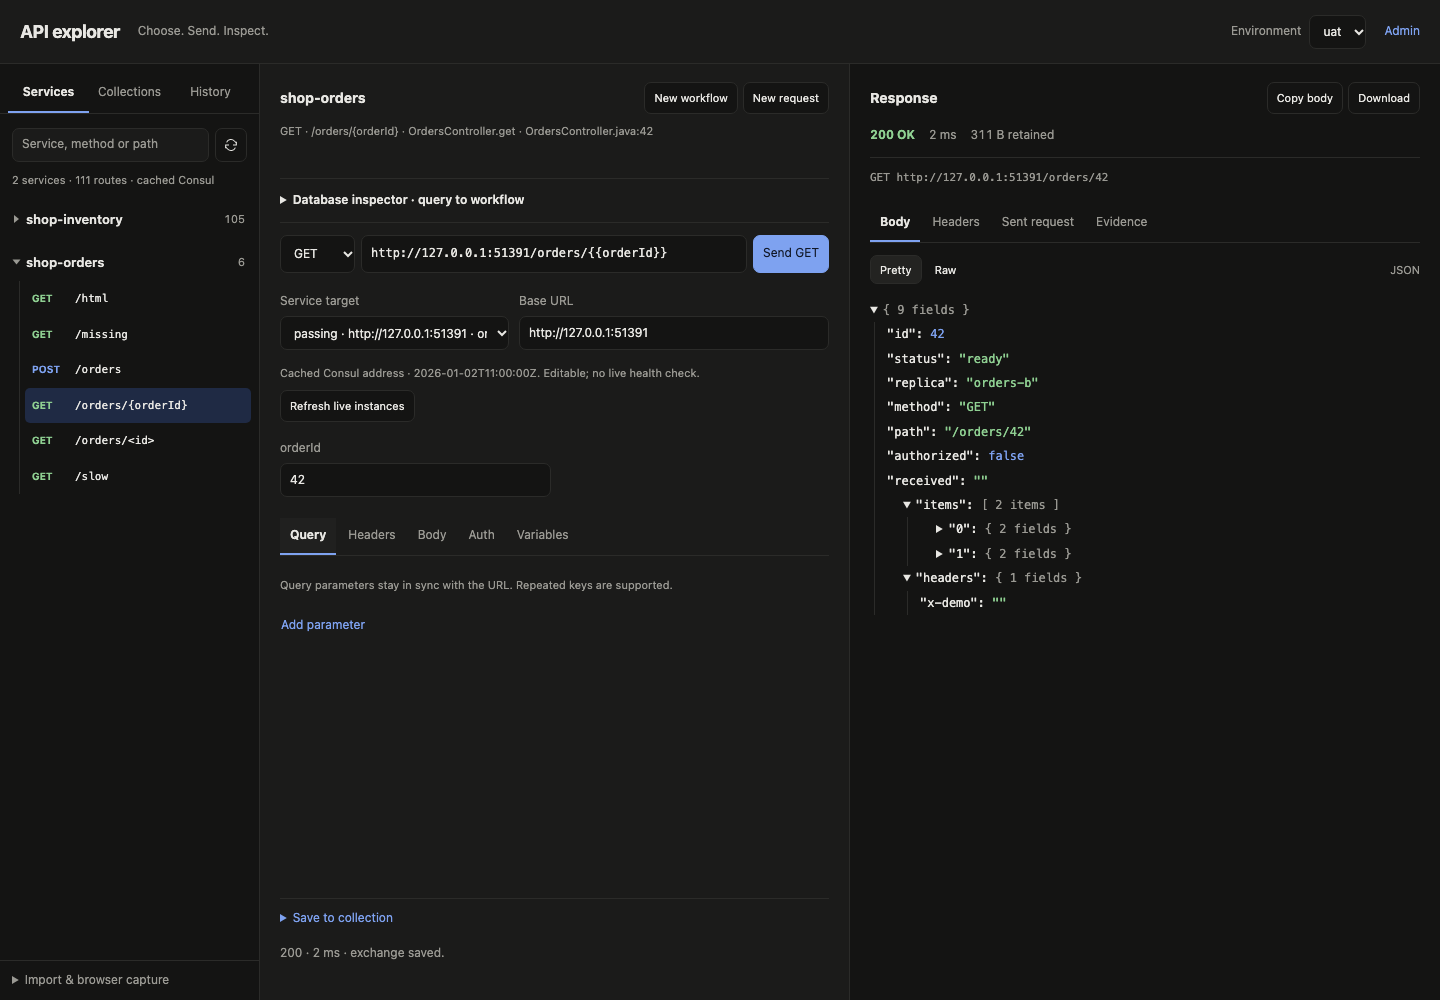 API explorer
Choose. Send. Inspect.
Environment
uat
Admin
Services
Collections
History
Service, method or path
2 services · 111 routes · cached Consul
shop-inventory
105
shop-orders
6
GET /html
GET /missing
POST /orders
GET /orders/{orderId}
GET /orders/<id>
GET /slow
Import & browser capture
shop-orders
New workflow
New request
GET · /orders/{orderId} · OrdersController.get · OrdersController.java:42
Database inspector · query to workflow
GET
http://127.0.0.1:51391/orders/{{orderId}}
Send GET
Service target
Base URL
passing · http://127.0.0.1:51391 · or
http://127.0.0.1:51391
Cached Consul address · 2026-01-02T11:00:00Z. Editable; no live health check.
Refresh live instances
orderId
42
Query
Headers
Body
Auth
Variables
Query parameters stay in sync with the URL. Repeated keys are supported.
Add parameter
Save to collection
200 · 2 ms · exchange saved.
Response
Copy body
Download
200 OK
2 ms
311 B retained
GET http://127.0.0.1:51391/orders/42
Body
Headers
Sent request
Evidence
Pretty
Raw
JSON
{ 9 fields }
"id": 42
"status": "ready"
"replica": "orders-b"
"method": "GET"
"path": "/orders/42"
"authorized": false
"received": ""
"items": [ 2 items ]
"0": { 2 fields }
"1": { 2 fields }
"headers": { 1 fields }
"x-demo": ""